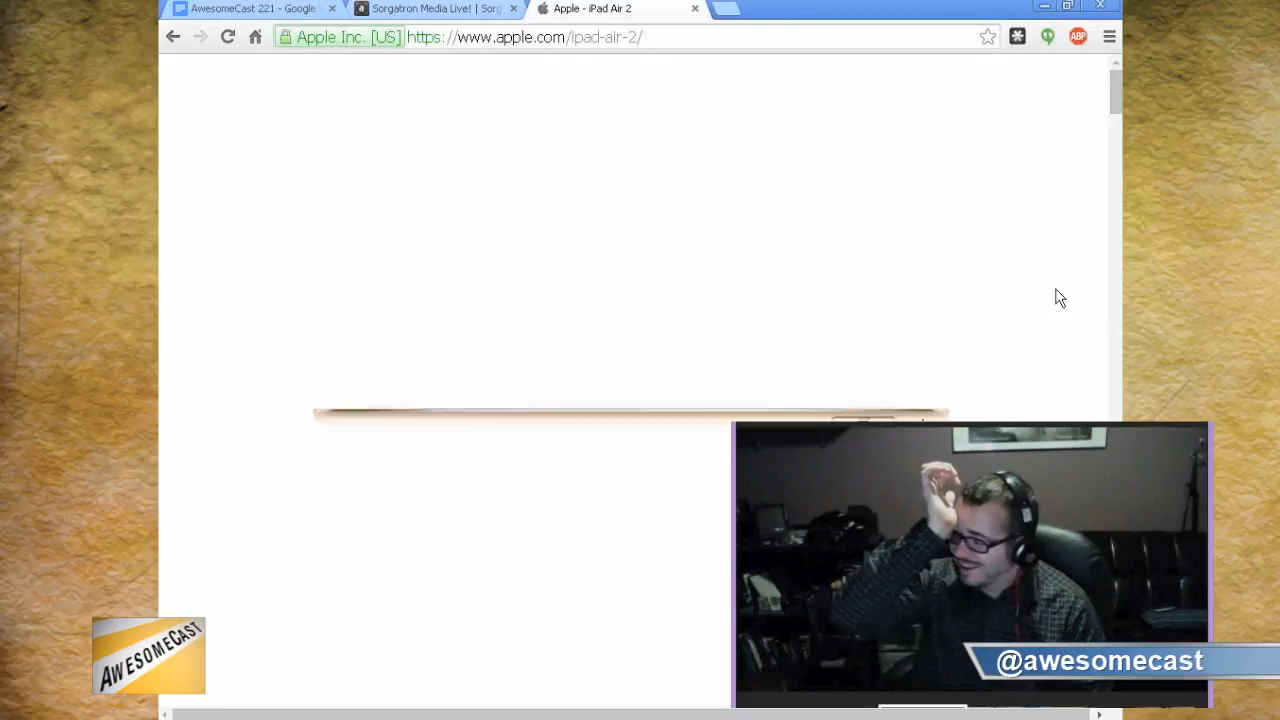 AwesomeCast 221 - Google
Sorgatron Media Live! | Sorg
Apple - iPad Air 2
Apple Inc. [US]
https://www.apple.com/ipad-air-2/
ABP
AWESOMECAST
@awesomecast